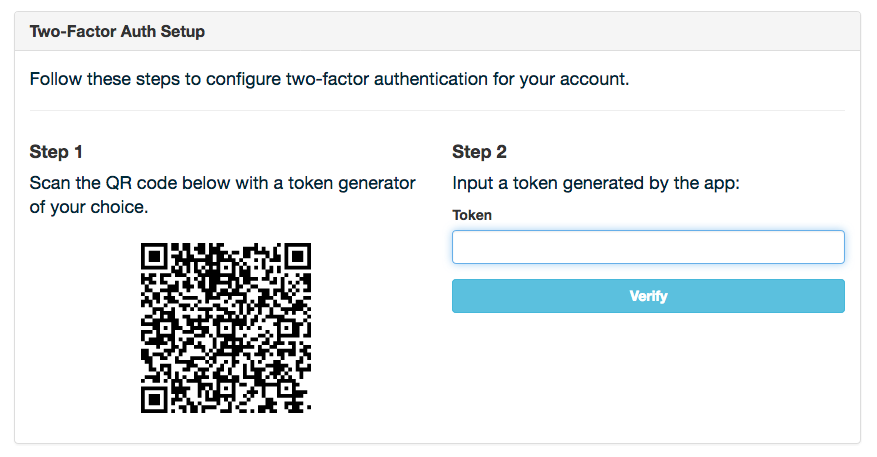 Two-Factor Auth Setup
Follow these steps to configure two-factor authentication for your account.
Step 1
Scan the QR code below with a token generator
of your choice.
Step 2
Input a token generated by the app:
Token
Verify